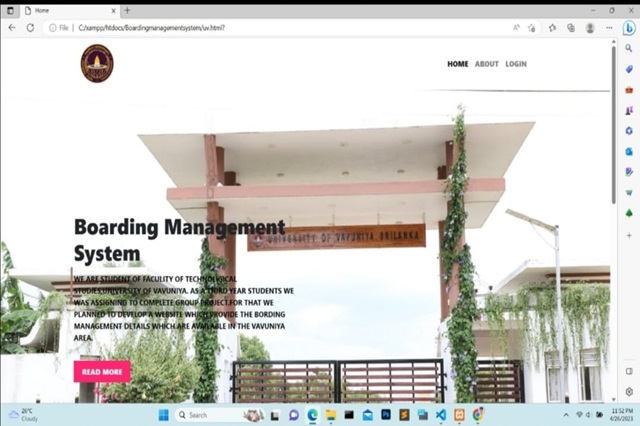 Home
File
C:/xampp/htdocs/Boardingmanagementsystem/uv.html?
HOME ABOUT LOGIN
UNIVERSITY OF VAVUNIYA SRILANKA
Boarding Management
System
WE ARE STUDENT OF FACULITY OF TECHNOLOGICAL
STUDIES,UNIVERSITY OF VAVUNIYA. AS A THIRD YEAR STUDENTS WE
WAS ASSIGNING TO COMPLETE GROUP PROJECT.FOR THAT WE
PLANNED TO DEVELOP A WEBSITE WHICH PROVIDE THE BORDING
MANAGEMENT DETAILS WHICH ARE AVAILABLE IN THE VAVUNIYA
AREA.
READ MORE
26°C
Cloudy
Search
11:52 PM
4/26/2023